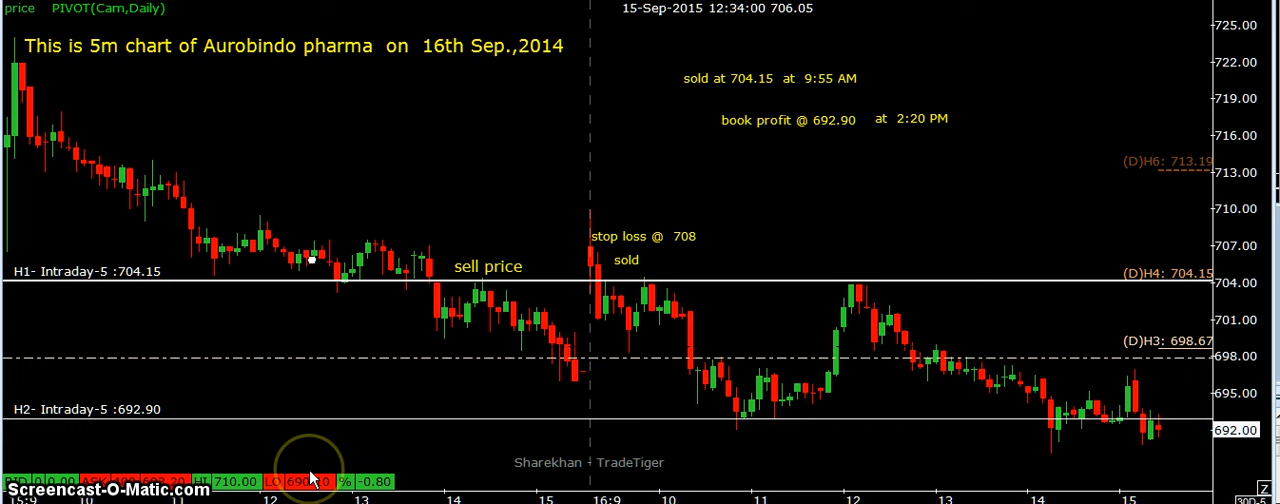 price PIVOT(Cam,Daily)
15-Sep-2015 12:34:00 706.05
This is 5m chart of Aurobindo pharma on 16th Sep.,2014
sold at 704.15 at 9:55 AM
book profit @ 692.90 at 2:20 PM
725.00
722.00
719.00
716.00
(D)H6: 713.19
713.00
710.00
stop loss @ 708
707.00
sold
sell price
H1- Intraday-5 :704.15
(D)H4: 704.15
704.00
701.00
(D)H3: 698.67
698.00
695.00
H2- Intraday-5 :692.90
692.00
Sharekhan - TradeTiger
710.00 LO % -0.80
Screencast-O-Matic.com
12 13 14 15 16:9 10 11 12 13 14 15 30D-5 Z